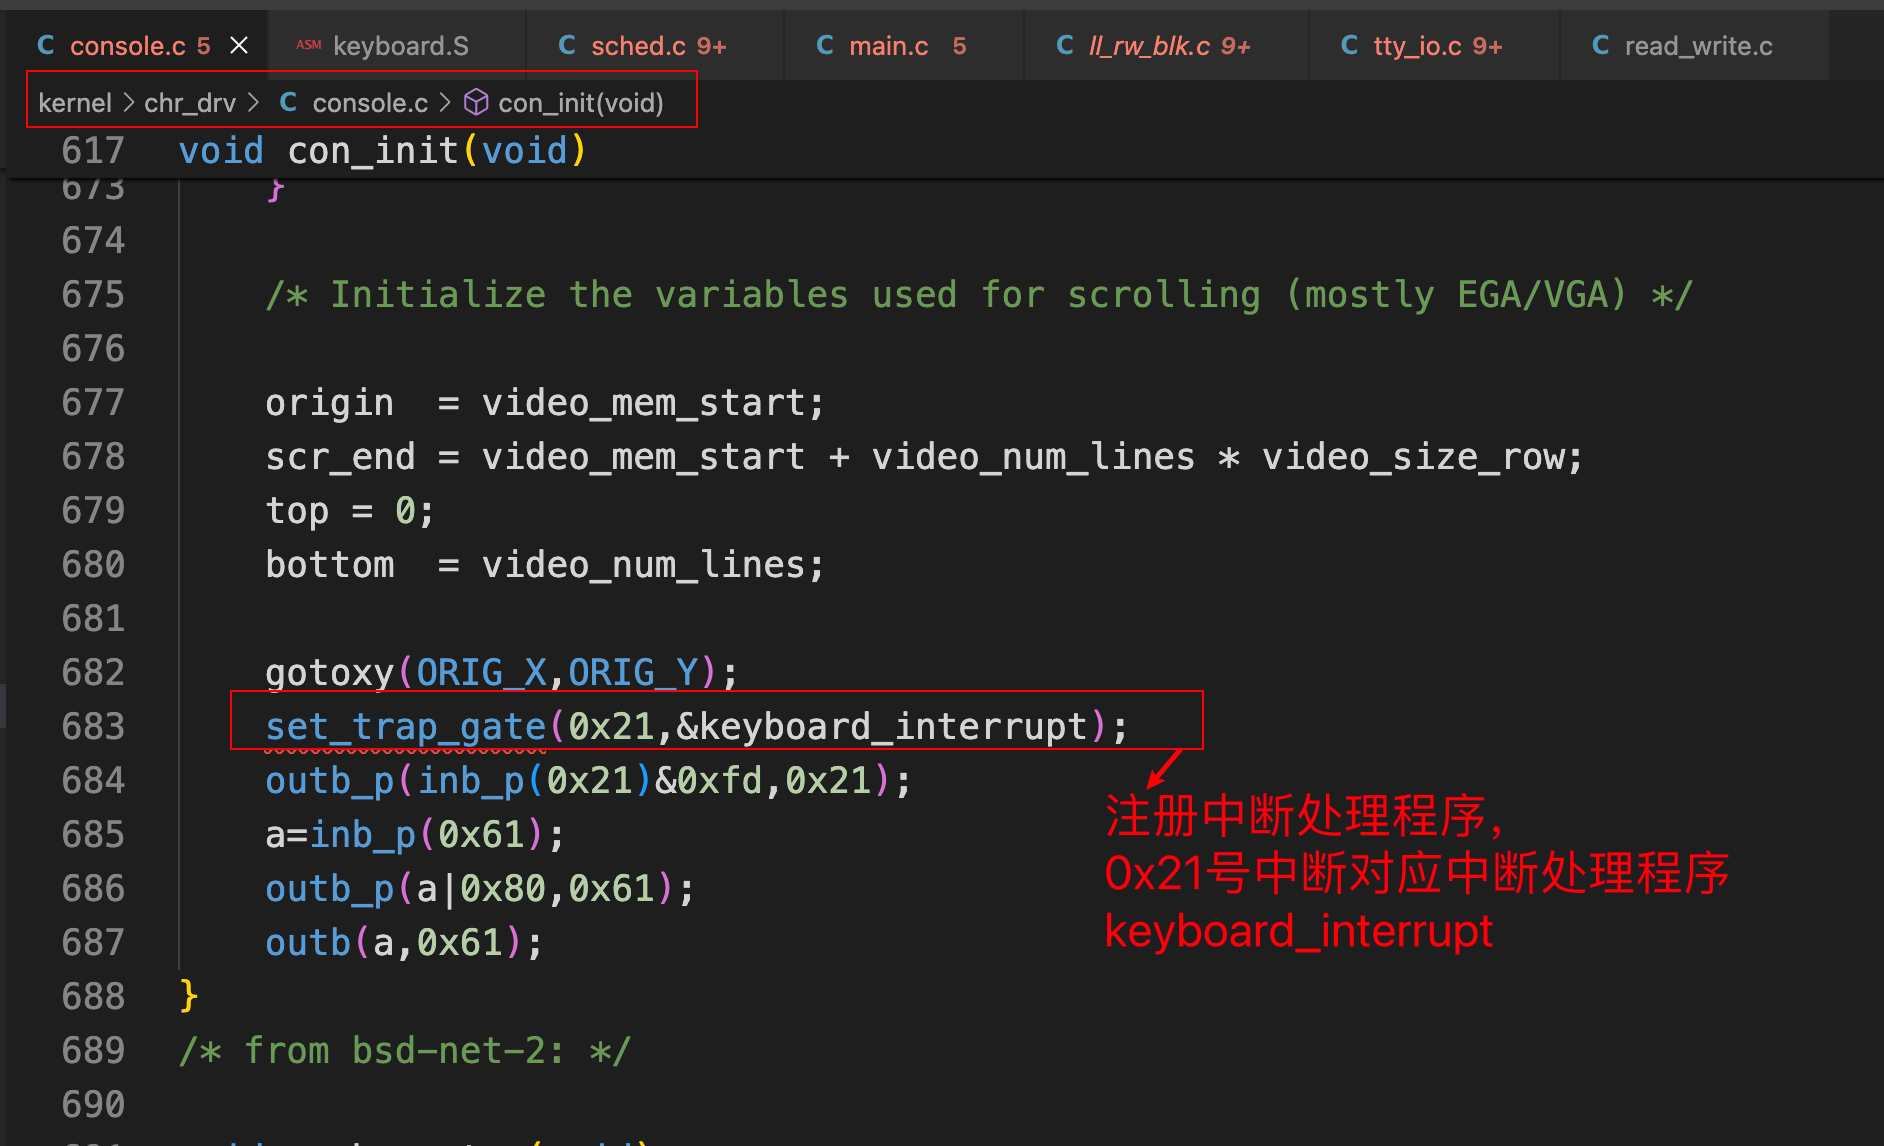 console.c 5 × ASM keyboard.S C sched.c 9+ C main.c 5 C ll_rw_blk.c 9+ C tty_io.c 9+ C read_write.c
kernel > chr_drv > C console.c > con_init(void)
617 void con_init(void)
673 }
674
675 /* Initialize the variables used for scrolling (mostly EGA/VGA) */
676
677 origin  = video_mem_start;
678 scr_end = video_mem_start + video_num_lines * video_size_row;
679 top = 0;
680 bottom  = video_num_lines;
681
682 gotoxy(ORIG_X,ORIG_Y);
683 set_trap_gate(0x21,&keyboard_interrupt);
684 outb_p(inb_p(0x21)&0xfd,0x21);
685 a=inb_p(0x61);
686 outb_p(a|0x80,0x61);
687 outb(a,0x61);
注册中断处理程序，
0x21号中断对应中断处理程序
keyboard_interrupt
688 }
689 /* from bsd-net-2: */
690